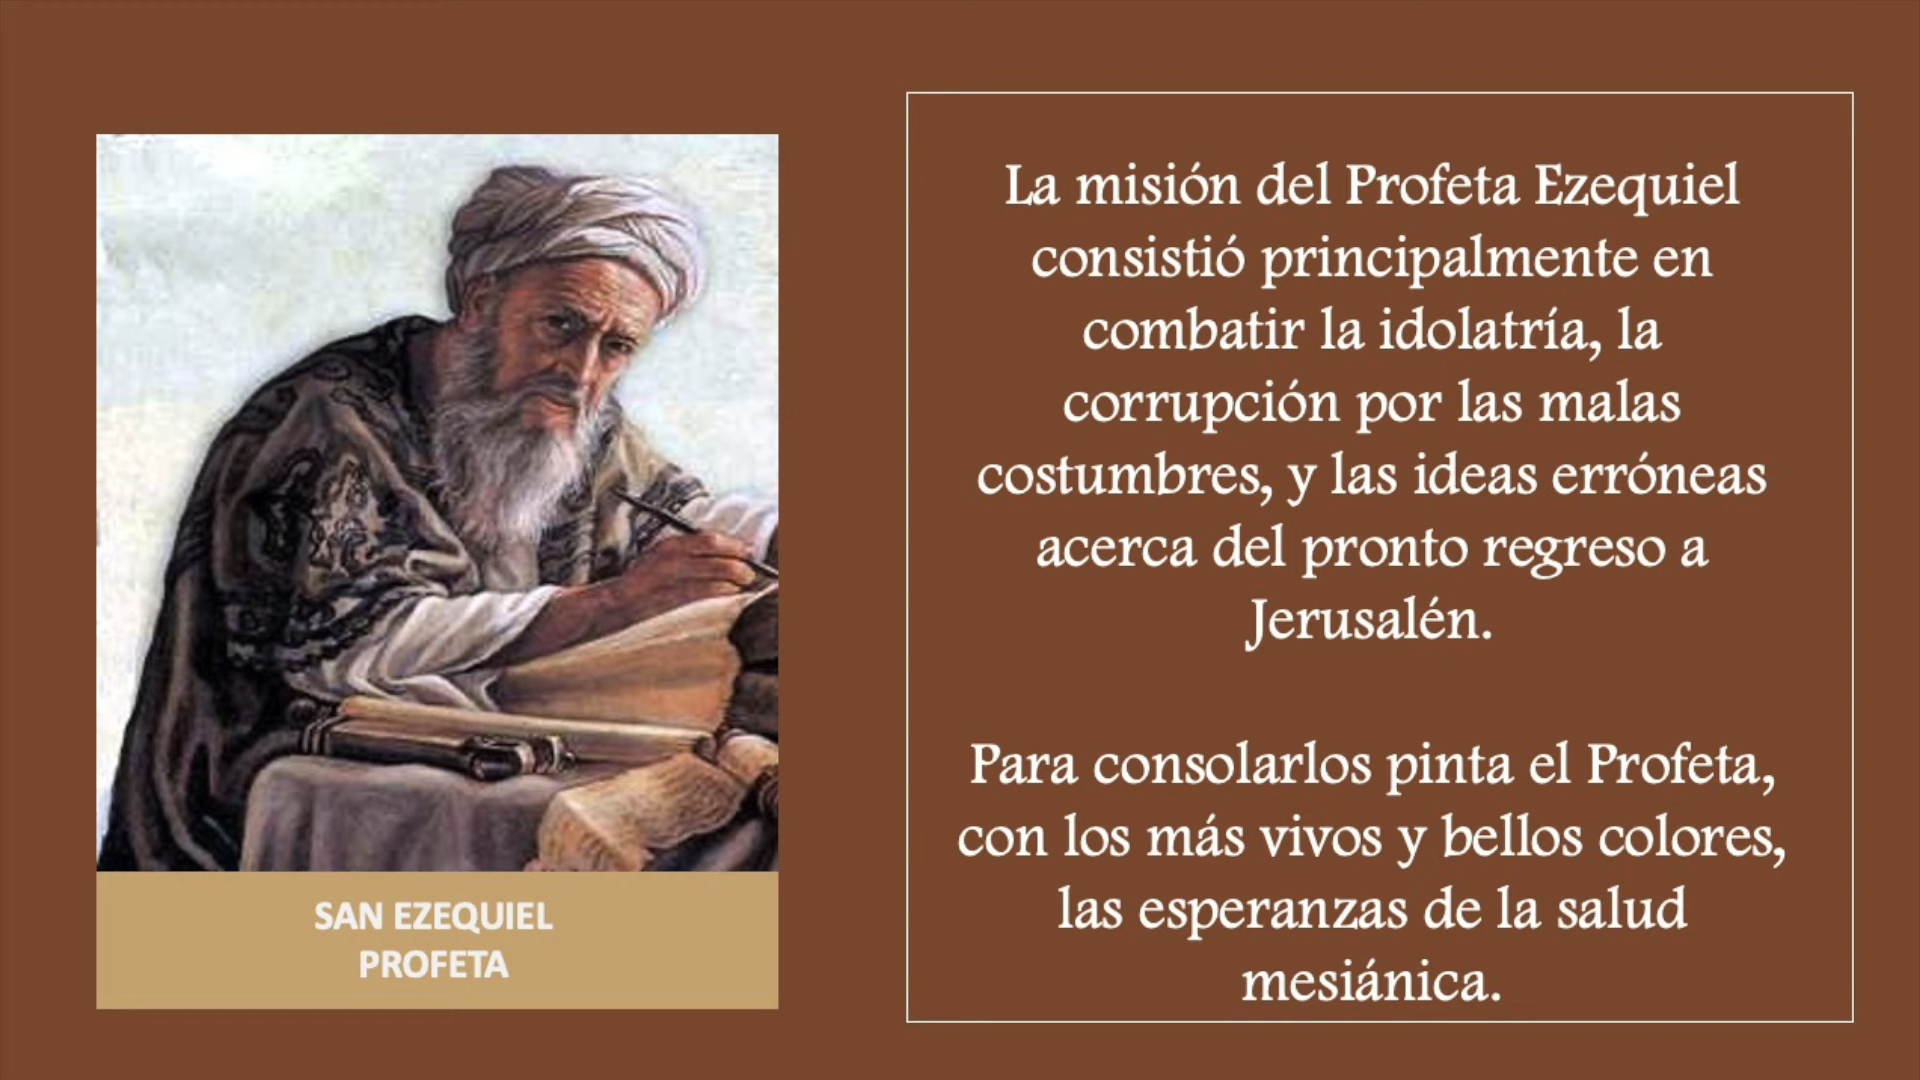 SAN EZEQUIEL
PROFETA
La misión del Profeta Ezequiel
consistió principalmente en
combatir la idolatría, la
corrupción por las malas
costumbres, y las ideas erróneas
acerca del pronto regreso a
Jerusalén.
Para consolarlos pinta el Profeta,
con los más vivos y bellos colores,
las esperanzas de la salud
mesiánica.